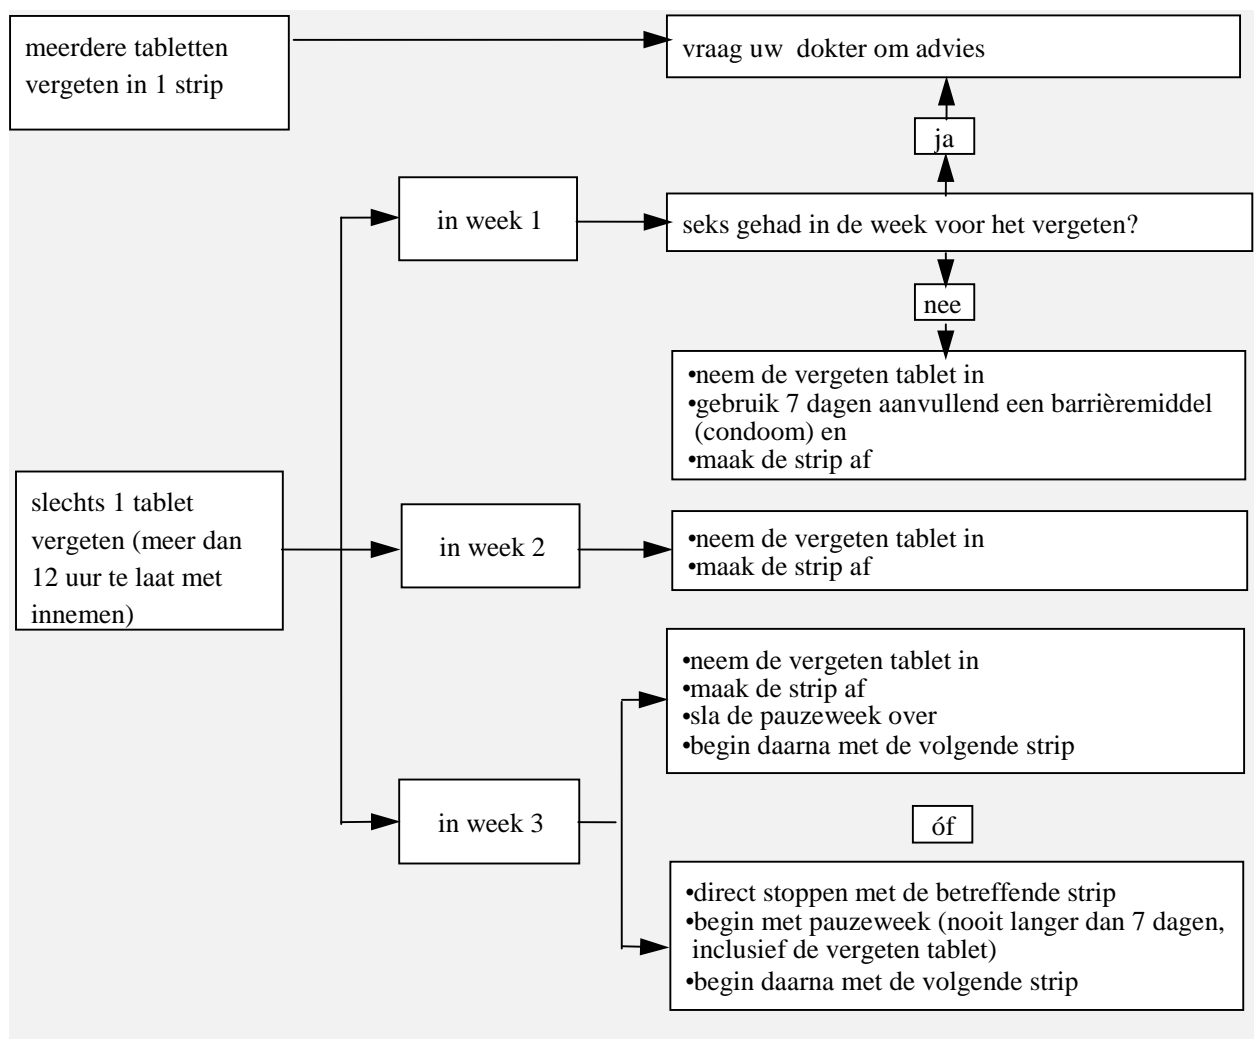 meerdere tabletten
vergeten in 1 strip
vraag uw dokter om advies
ja
in week 1
seks gehad in de week voor het vergeten?
nee
•neem de vergeten tablet in
•gebruik 7 dagen aanvullend een barrièremiddel
(condoom) en
•maak de strip af
slechts 1 tablet
vergeten (meer dan
12 uur te laat met
innemen)
in week 2
•neem de vergeten tablet in
•maak de strip af
in week 3
•neem de vergeten tablet in
•maak de strip af
•sla de pauzeweek over
•begin daarna met de volgende strip
óf
•direct stoppen met de betreffende strip
•begin met pauzeweek (nooit langer dan 7 dagen,
inclusief de vergeten tablet)
•begin daarna met de volgende strip